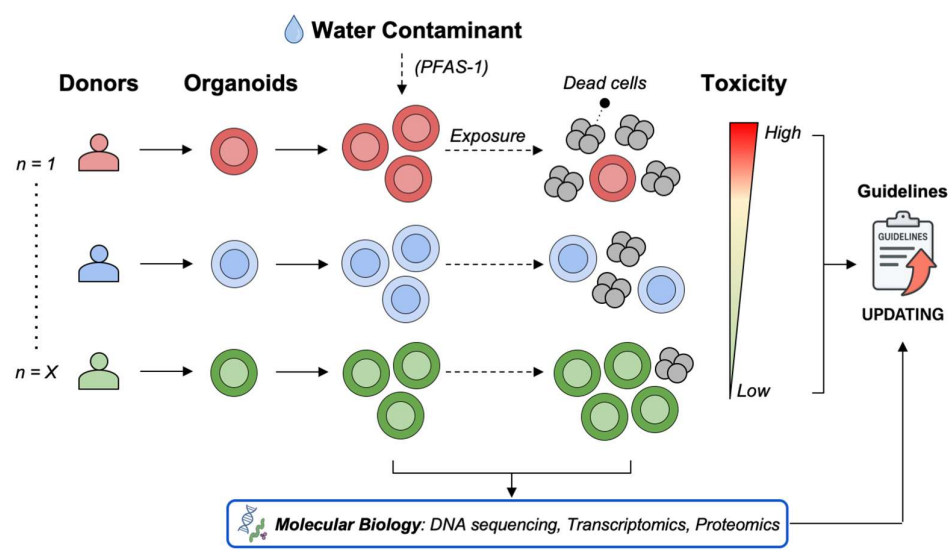 Water Contaminant
(PFAS-1)
Donors
Organoids
Dead cells
Toxicity
Exposure
High
n = 1
Guidelines
GUIDELINES
UPDATING
n = X
Low
Molecular Biology: DNA sequencing, Transcriptomics, Proteomics